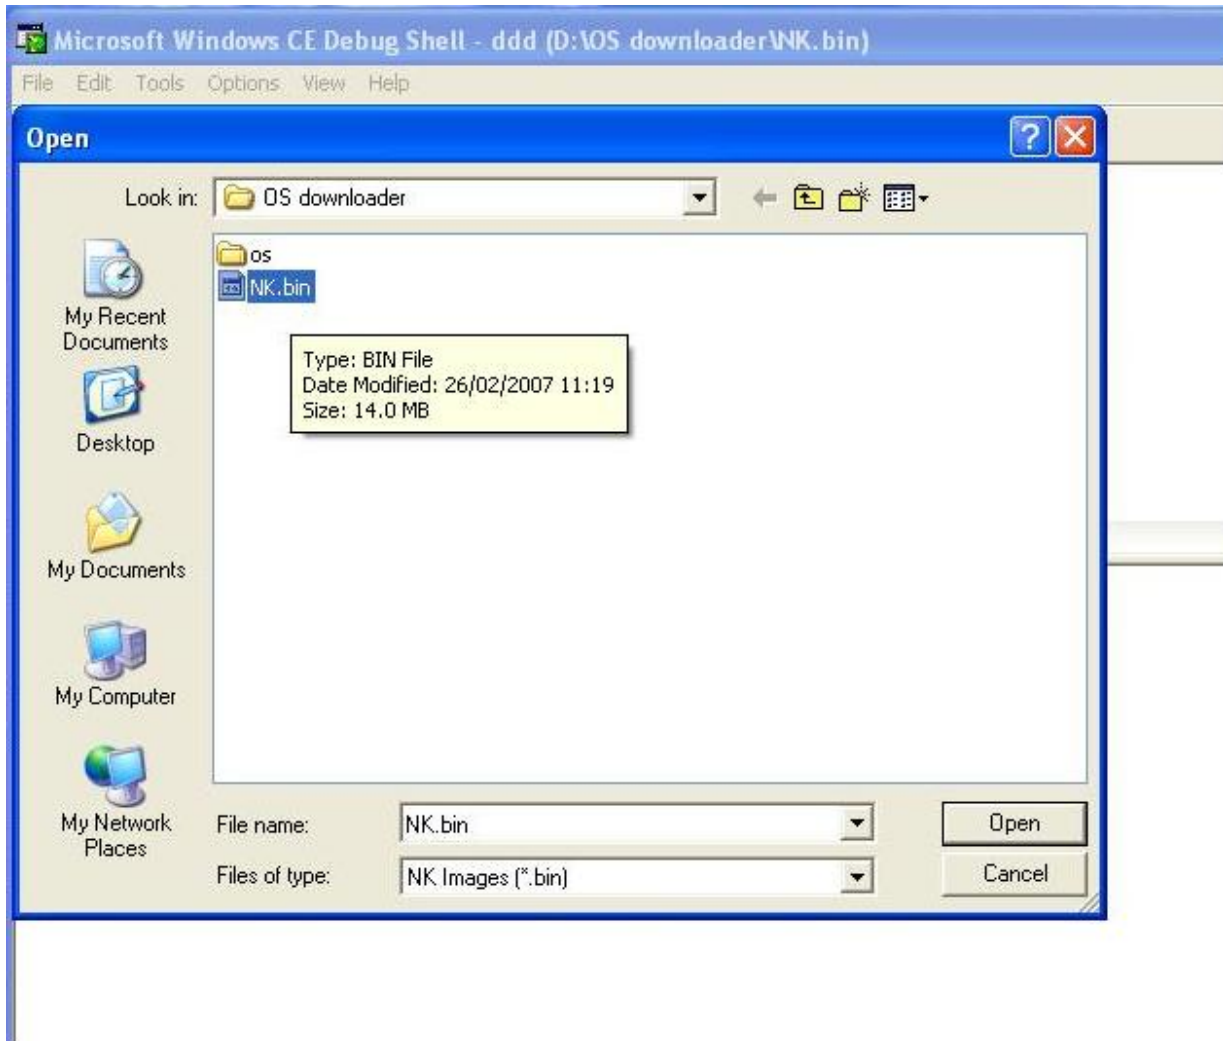 Microsoft Windows CE Debug Shell - ddd (D:\OS downloader\NK.bin)
File Edit Tools Options View Help
Open
Look in: OS downloader
os
NK.bin
Type: BIN File
Date Modified: 26/02/2007 11:19
Size: 14.0 MB
My Recent
Documents
Desktop
My Documents
My Computer
My Network
Places
File name: NK.bin Open
Files of type: NK Images (*.bin) Cancel